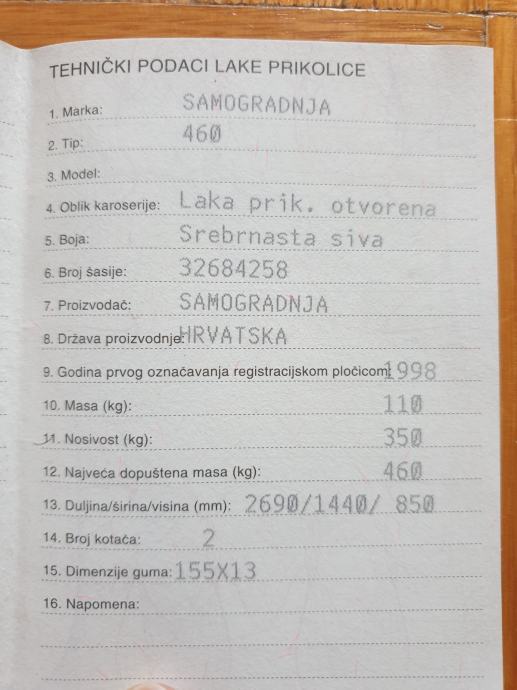 TEHNIČKI PODACI LAKE PRIKOLICE
1. Marka: SAMOGRADNJA
2. Tip: 460
3. Model:
4. Oblik karoserije: Laka prik. otvorena
5. Boja: Srebrnasta siva
6. Broj šasije: 32684258
7. Proizvođač: SAMOGRADNJA
8. Država proizvodnje: HRVATSKA
9. Godina prvog označavanja registracijskom pločicom: 1998
10. Masa (kg): 110
11. Nosivost (kg): 350
12. Najveća dopuštena masa (kg): 460
13. Duljina/širina/visina (mm): 2690/1440/ 850
14. Broj kotača: 2
15. Dimenzije guma: 155X13
16. Napomena: